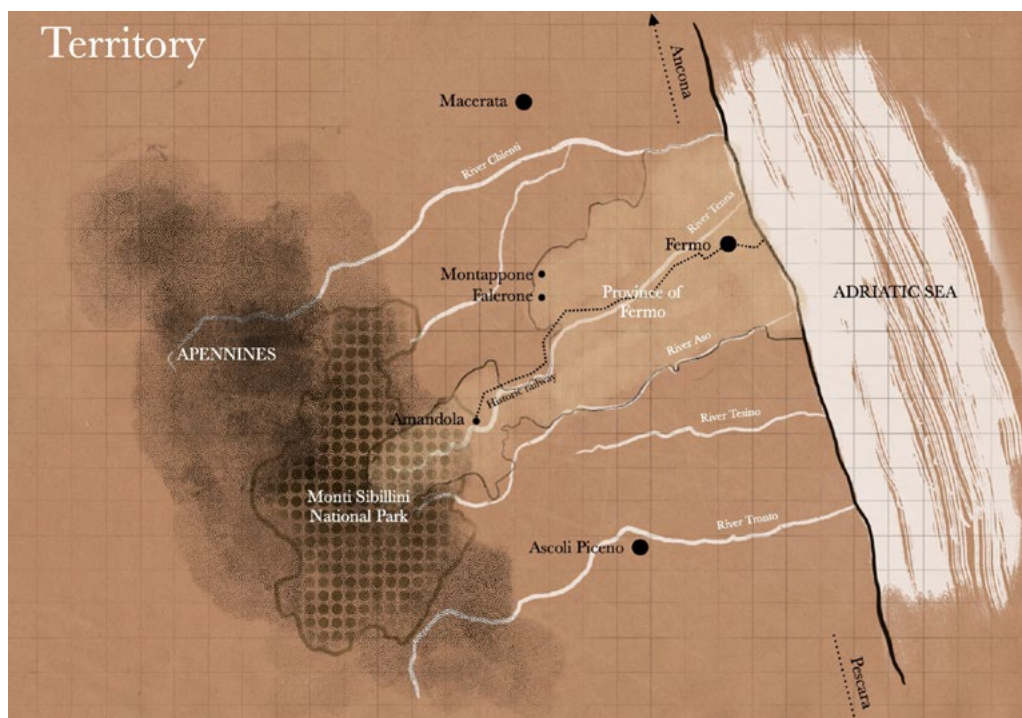 Territory
Ancona
Macerata
River Chienti
River Tenna
Fermo
Montappone
Falerone
Province of
Fermo
ADRIATIC SEA
River Aso
APENNINES
Historic railway
Amandola
River Tesino
Monti Sibillini
National Park
River Tronto
Ascoli Piceno
Pescara